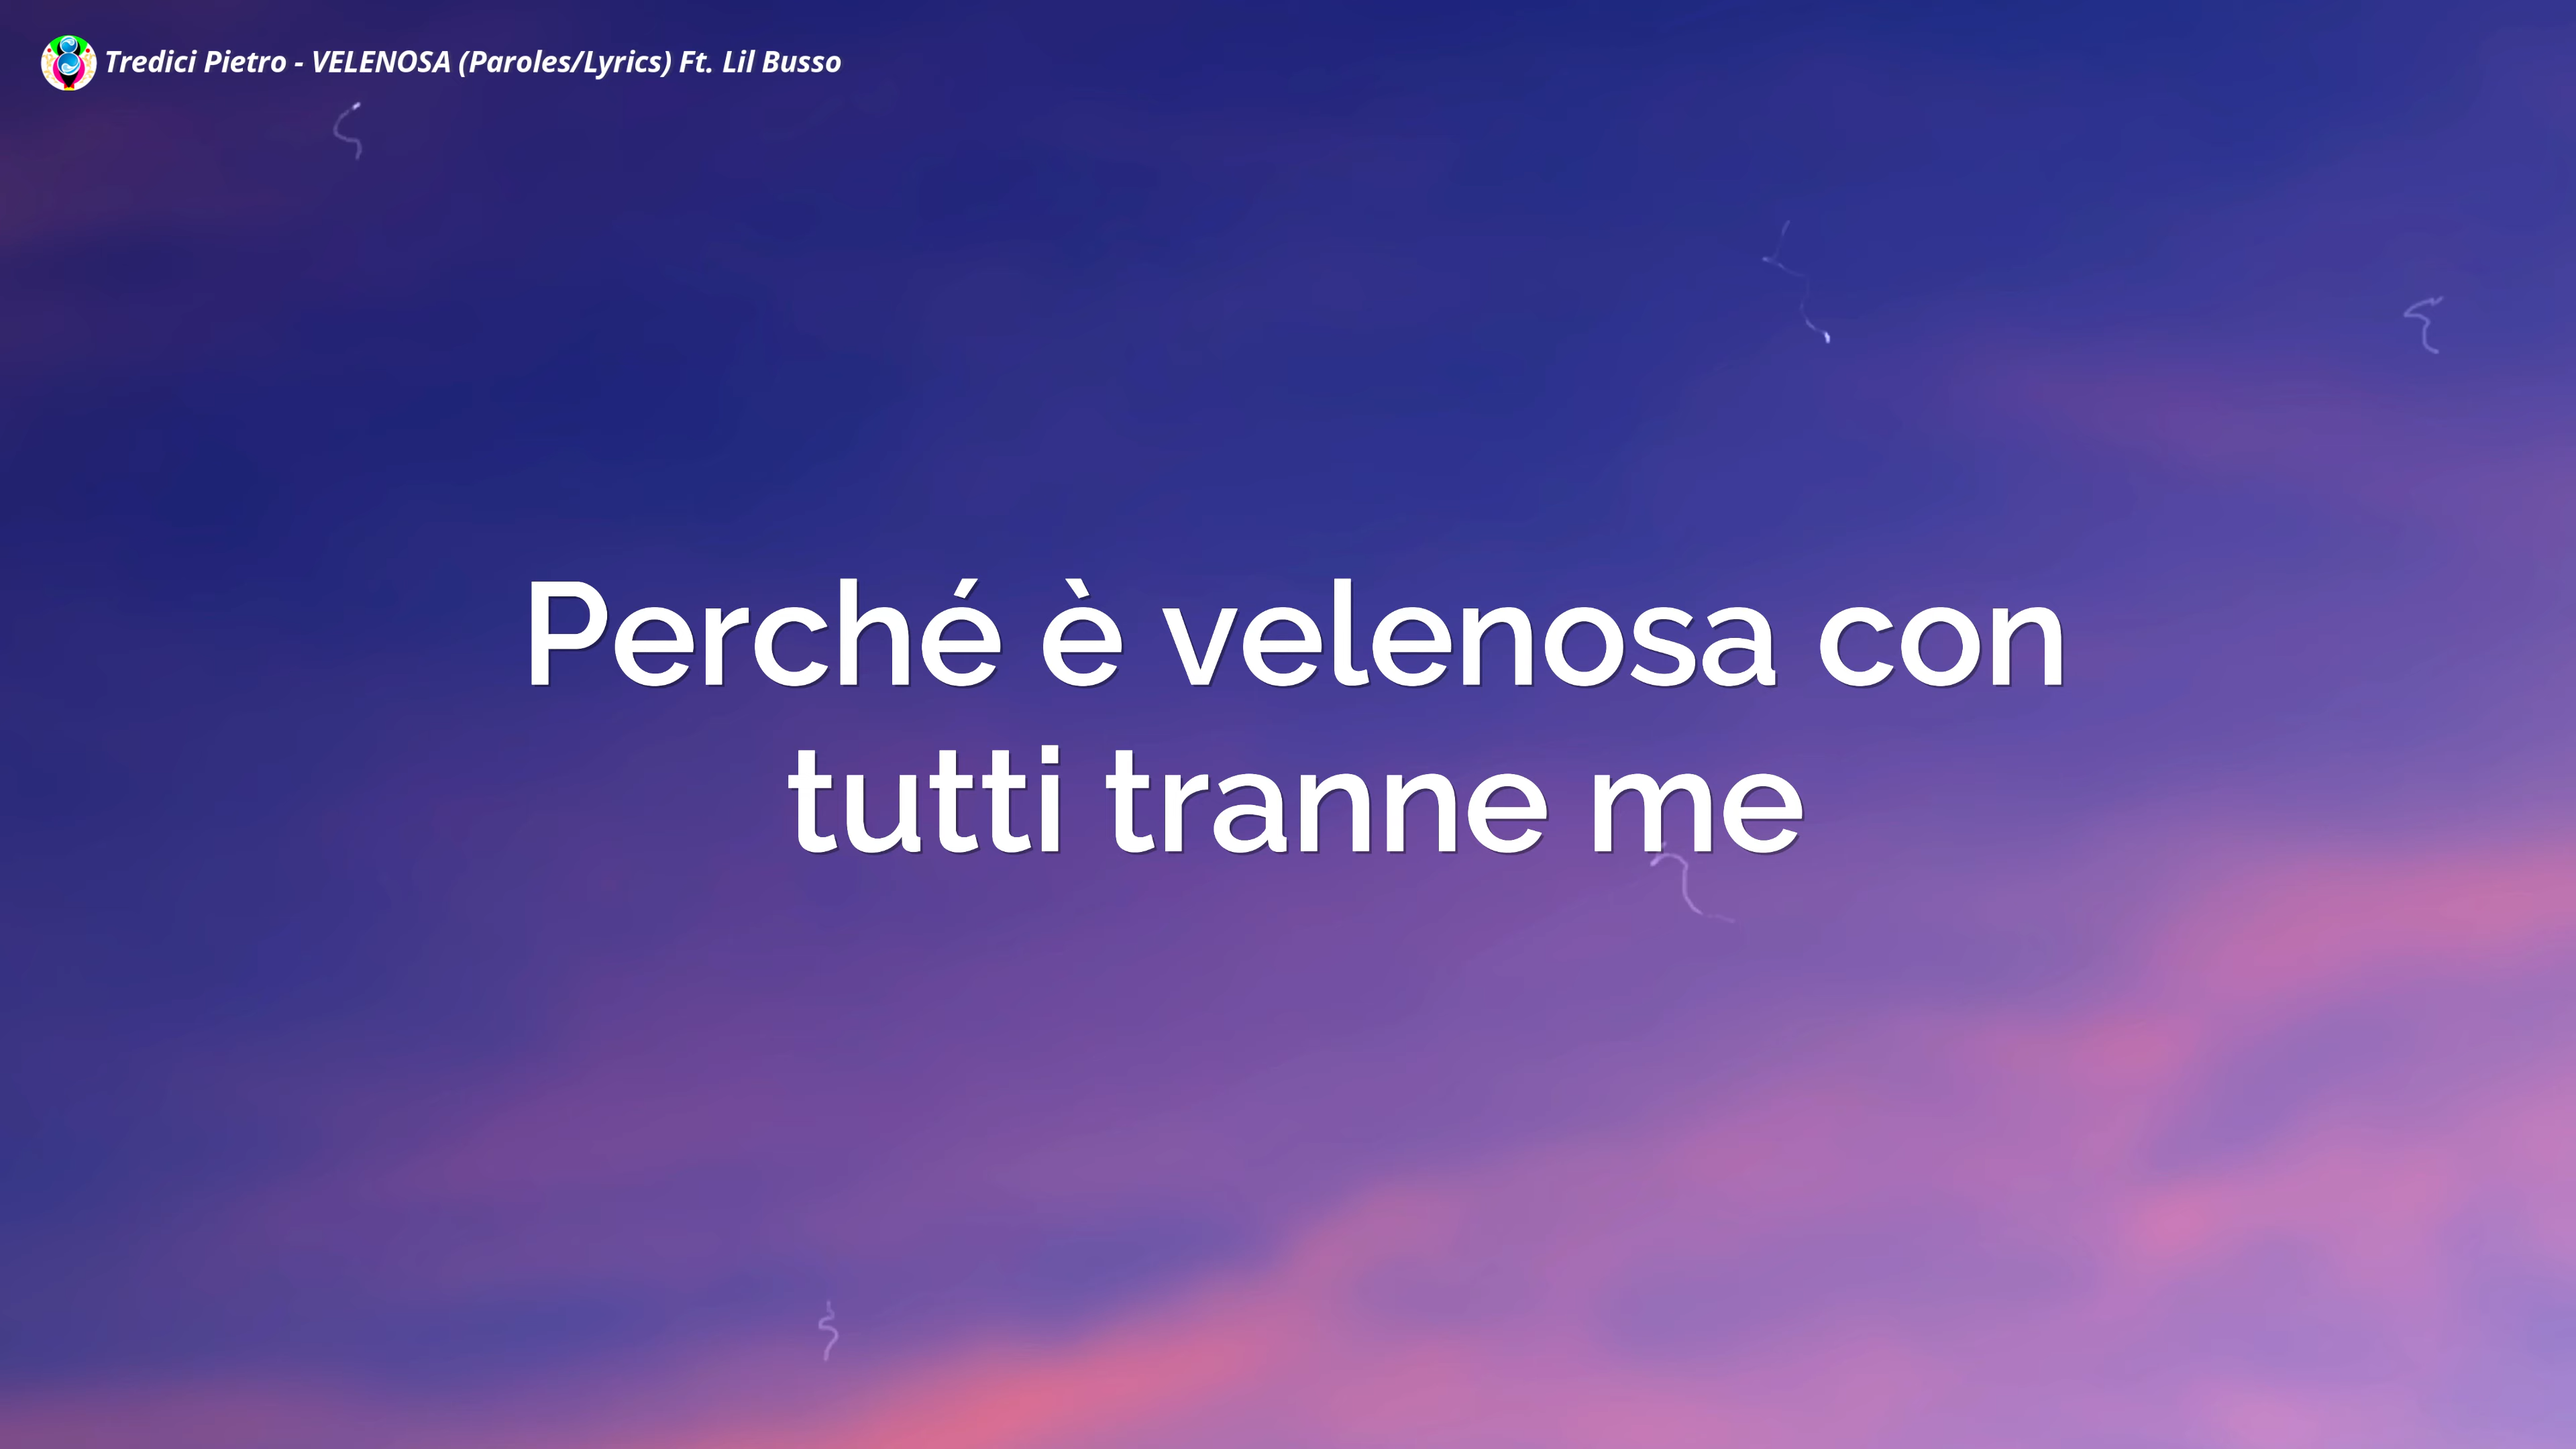 Tredici Pietro - VELENOSA (Paroles/Lyrics) Ft. Lil Busso
Perché è velenosa con
tutti tranne me